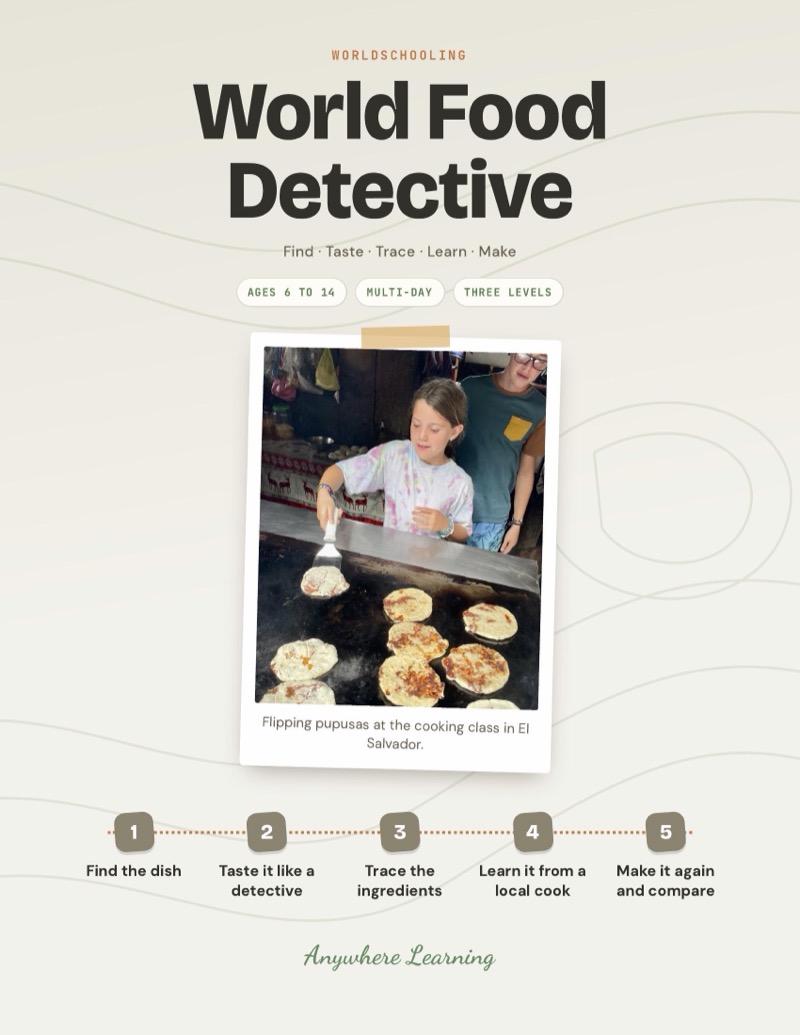 WORLDSCHOOLING
World Food
Detective
Find · Taste · Trace · Learn · Make
AGES 6 TO 14
MULTI-DAY
THREE LEVELS
Flipping pupusas at the cooking class in El
Salvador.
1
Find the dish
2
Taste it like a
detective
3
Trace the
ingredients
4
Learn it from a
local cook
5
Make it again
and compare
Anywhere Learning